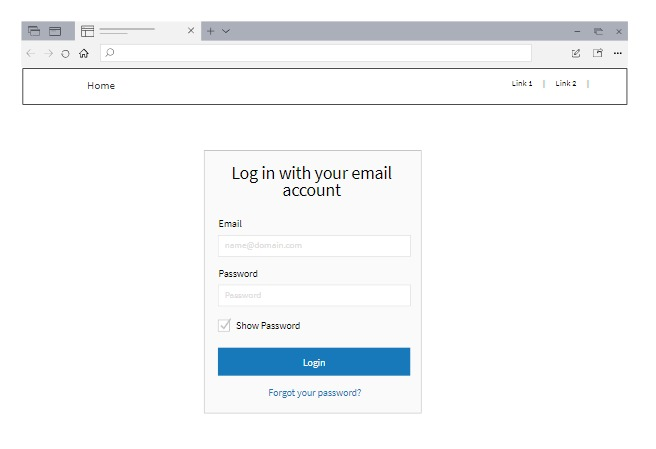 Home
Link 1 | Link 2 |
Log in with your email
account
Email
name@domain.com
Password
Password
Show Password
Login
Forgot your password?